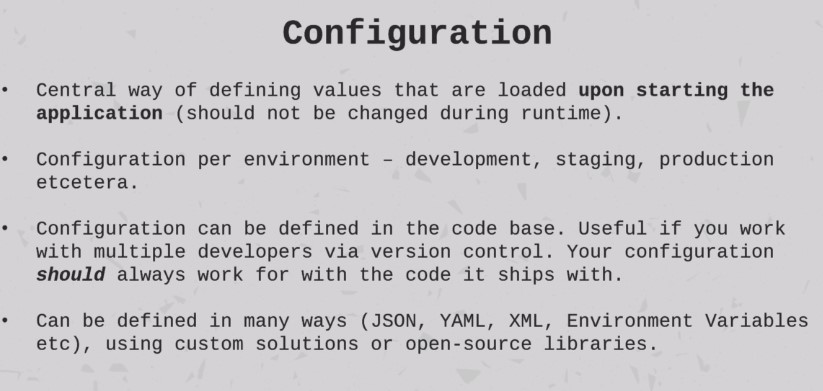 Configuration
• Central way of defining values that are loaded upon starting the
application (should not be changed during runtime).
• Configuration per environment – development, staging, production
etcetera.
• Configuration can be defined in the code base. Useful if you work
with multiple developers via version control. Your configuration
should always work for with the code it ships with.
• Can be defined in many ways (JSON, YAML, XML, Environment Variables
etc), using custom solutions or open-source libraries.